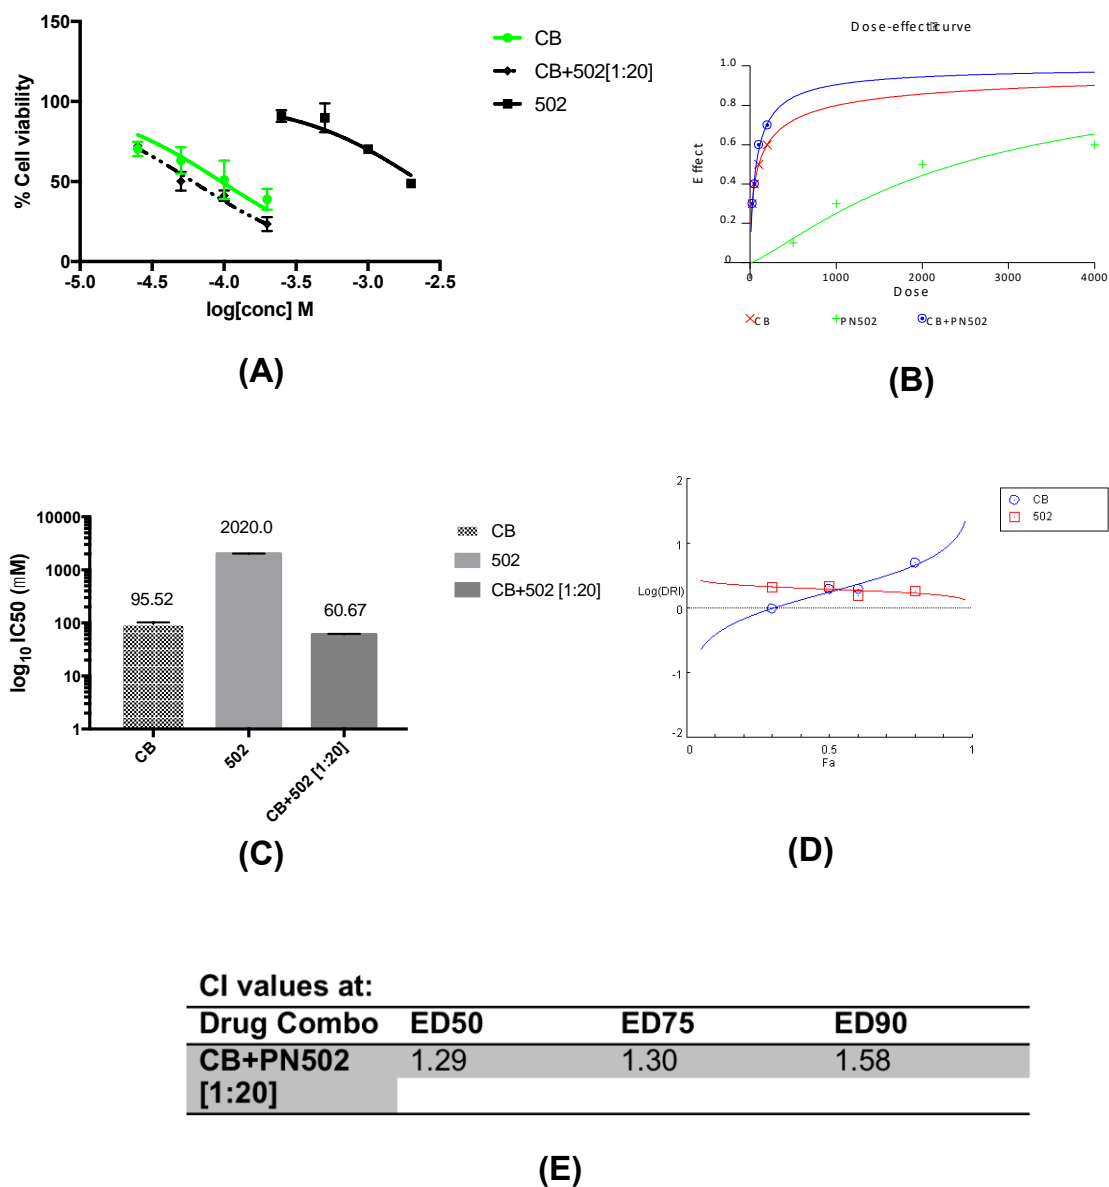 150
100
50
0
% Cell viability
-5.0 -4.5 -4.0 -3.5 -3.0 -2.5
log[conc] M
CB
CB+502[1:20]
502
(A)
Dose-effect curve
1.0
0.8
0.6
0.4
0.2
0
Effect
0 1000 2000 3000 4000
Dose
CB PN502 CB+PN502
(B)
10000
1000
100
10
1
log10 IC50 (mM)
95.52
2020.0
60.67
CB
502
CB+502 [1:20]
CB
502
CB+502 [1:20]
(C)
2
1
Log(DRI)
0
-1
-2
0 0.5 1
Fa
CB
502
(D)
CI values at:
Drug Combo ED50 ED75 ED90
CB+PN502 1.29 1.30 1.58
[1:20]
(E)